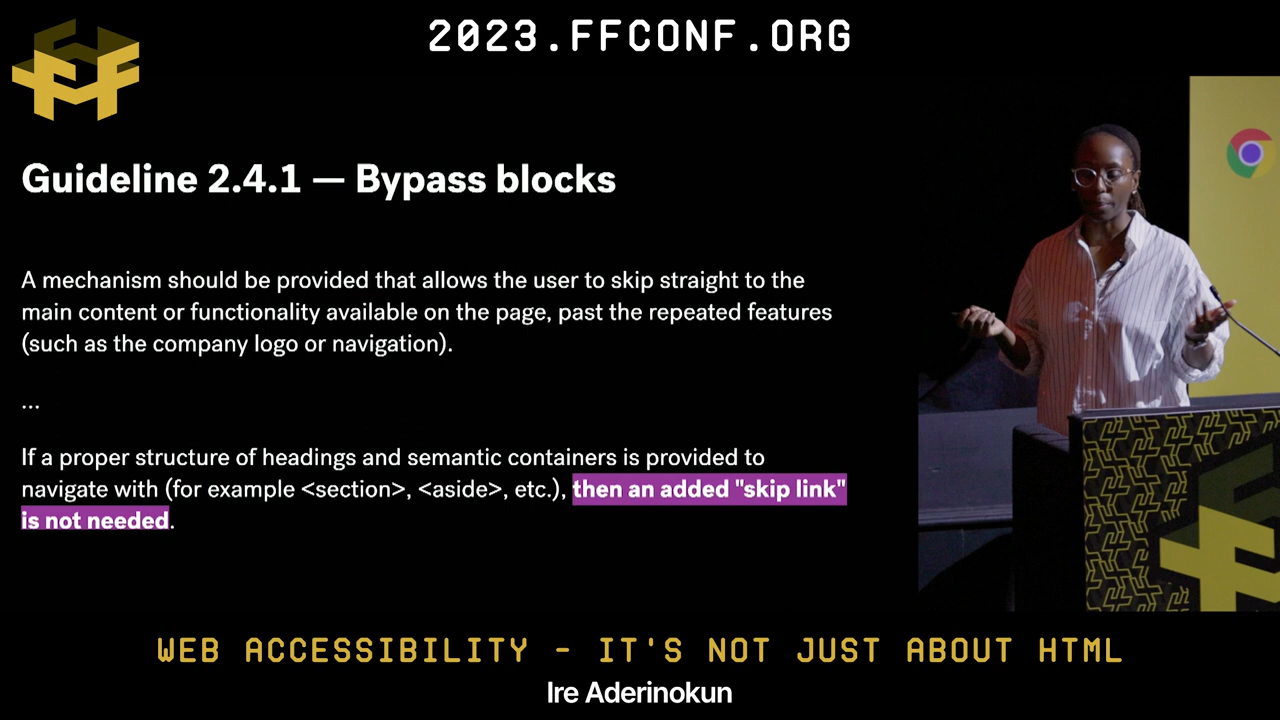 2023.FFCONF.ORG
Guideline 2.4.1 — Bypass blocks
A mechanism should be provided that allows the user to skip straight to the
main content or functionality available on the page, past the repeated features
(such as the company logo or navigation).
...
If a proper structure of headings and semantic containers is provided to
navigate with (for example <section>, <aside>, etc.), then an added "skip link"
is not needed.
WEB ACCESSIBILITY - IT'S NOT JUST ABOUT HTML
Ire Aderinokun